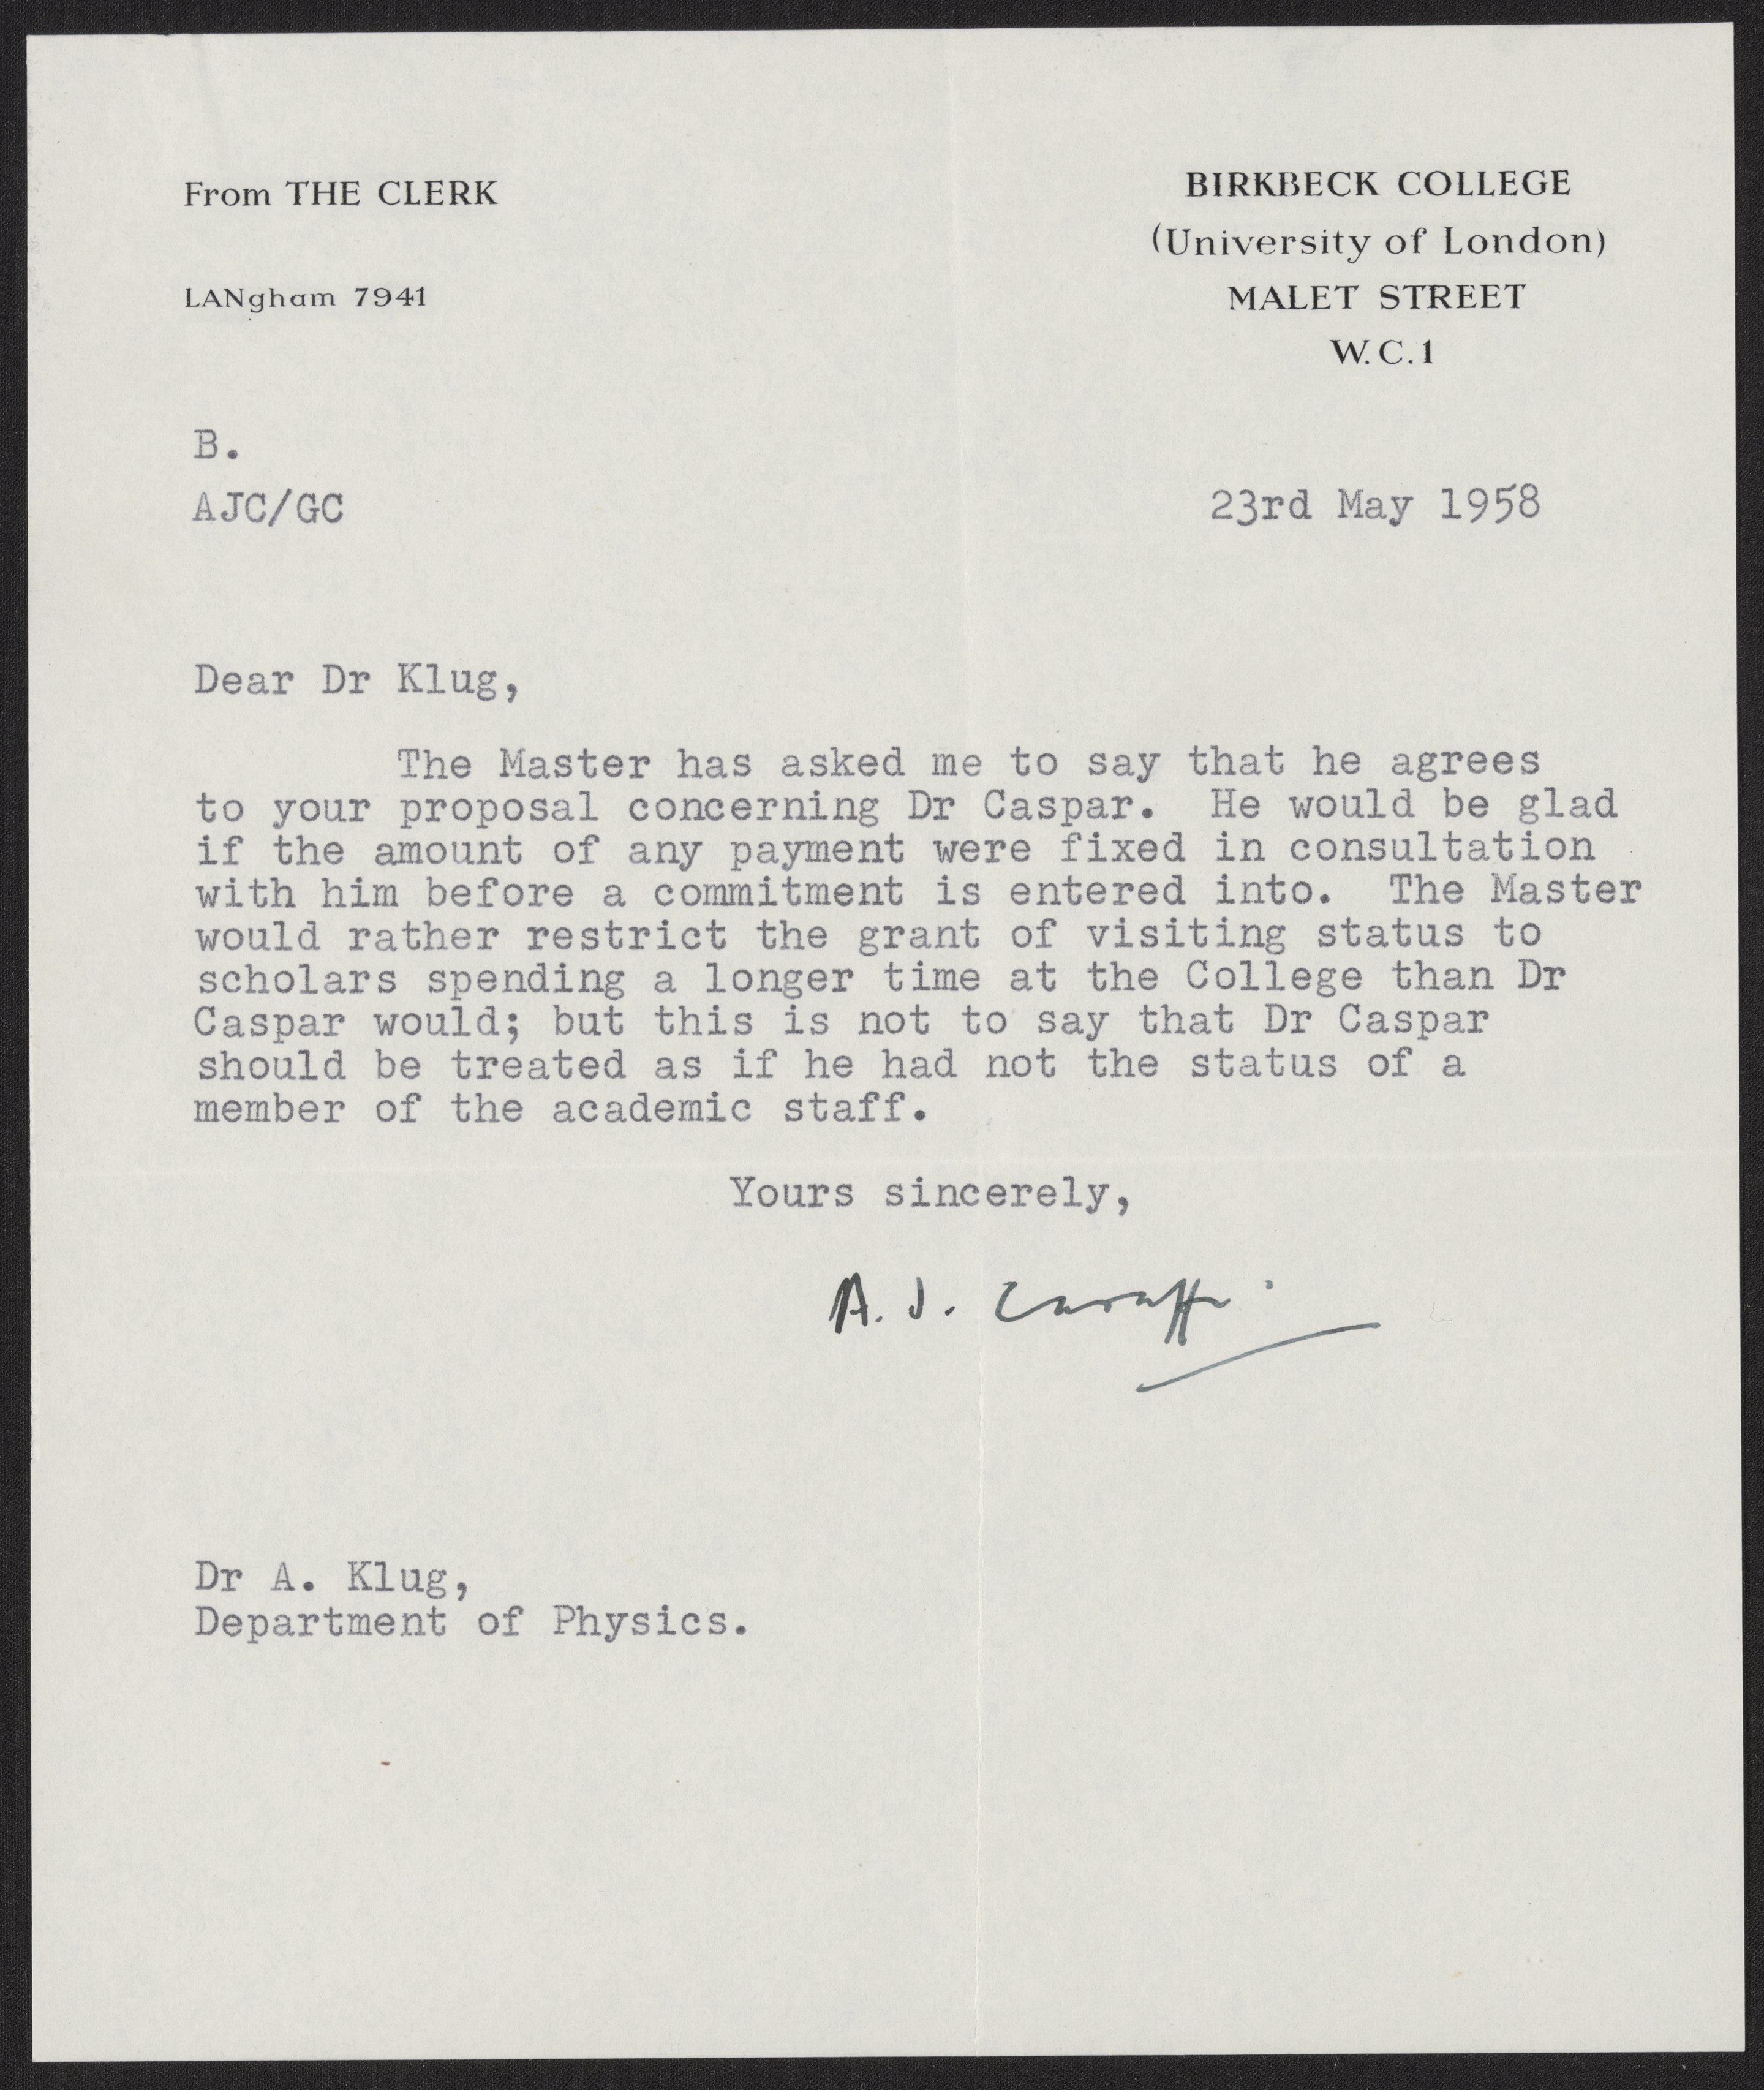 From THE CLERK
LANgham 7941
BIRKBECK COLLEGE
(University of London)
MALET STREET
W.C.1
B.
AJC/GC
23rd May 1958
Dear Dr Klug,
The Master has asked me to say that he agrees
to your proposal concerning Dr Caspar. He would be glad
if the amount of any payment were fixed in consultation
with him before a commitment is entered into. The Master
would rather restrict the grant of visiting status to
scholars spending a longer time at the College than Dr
Caspar would; but this is not to say that Dr Caspar
should be treated as if he had not the status of a
member of the academic staff.
Yours sincerely,
A. J. Caraffi
Dr A. Klug,
Department of Physics.